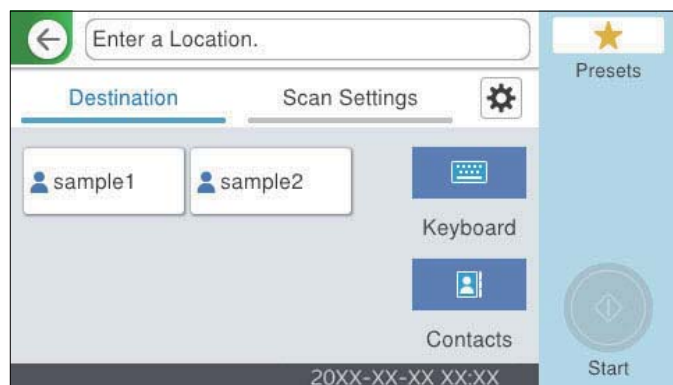 Enter a Location.
Presets
Destination
Scan Settings
sample1
sample2
Keyboard
Contacts
20XX-XX-XX XX:XX
Start